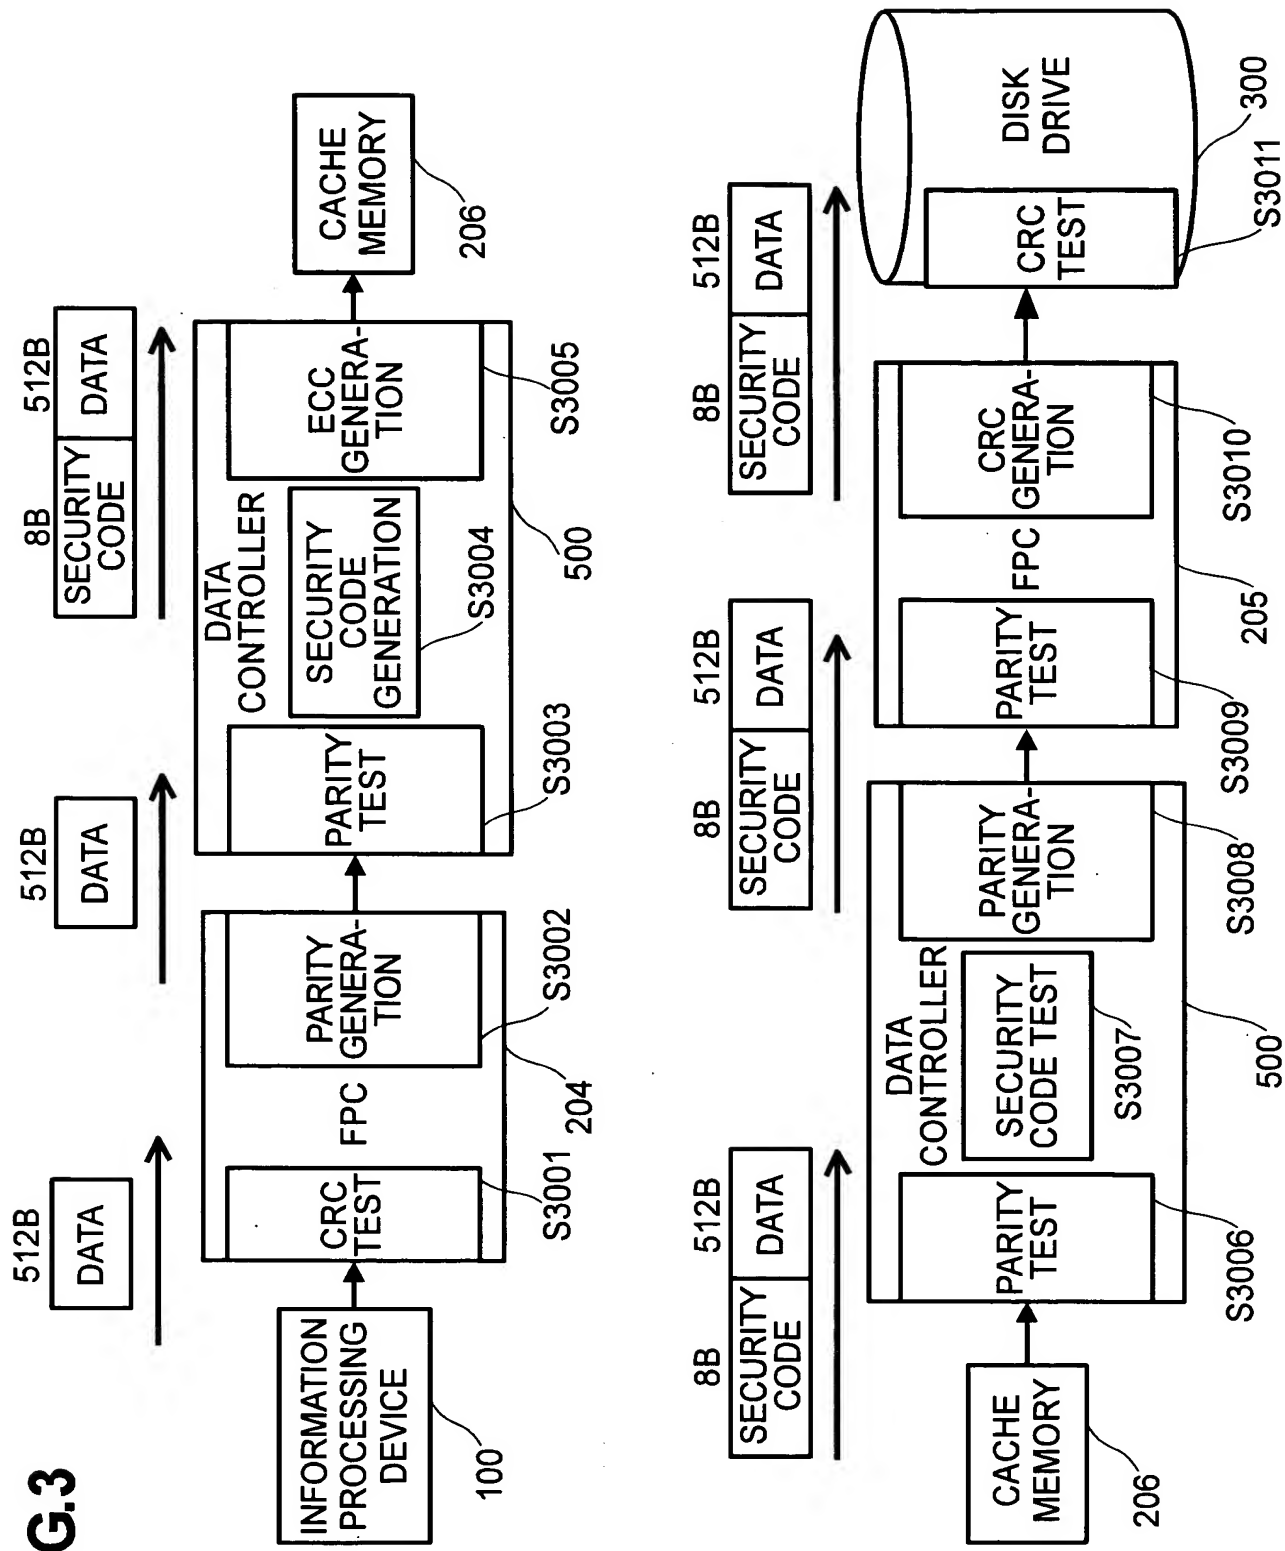 G.3
512B
DATA
512B
DATA
8B
512B
SECURITY
CODE
DATA
INFORMATION
PROCESSING
DEVICE
100
CRC
TEST
S3001
FPC
204
PARITY
GENERA-
TION
S3002
PARITY
TEST
S3003
DATA
CONTROLLER
SECURITY
CODE
GENERATION
S3004
500
ECC
GENERA-
TION
S3005
CACHE
MEMORY
206
8B
512B
SECURITY
CODE
DATA
8B
512B
SECURITY
CODE
DATA
8B
512B
SECURITY
CODE
DATA
CACHE
MEMORY
206
PARITY
TEST
S3006
DATA
CONTROLLER
SECURITY
CODE TEST
S3007
500
PARITY
GENERA-
TION
S3008
PARITY
TEST
S3009
FPC
205
CRC
GENERA-
TION
S3010
CRC
TEST
S3011
DISK
DRIVE
300